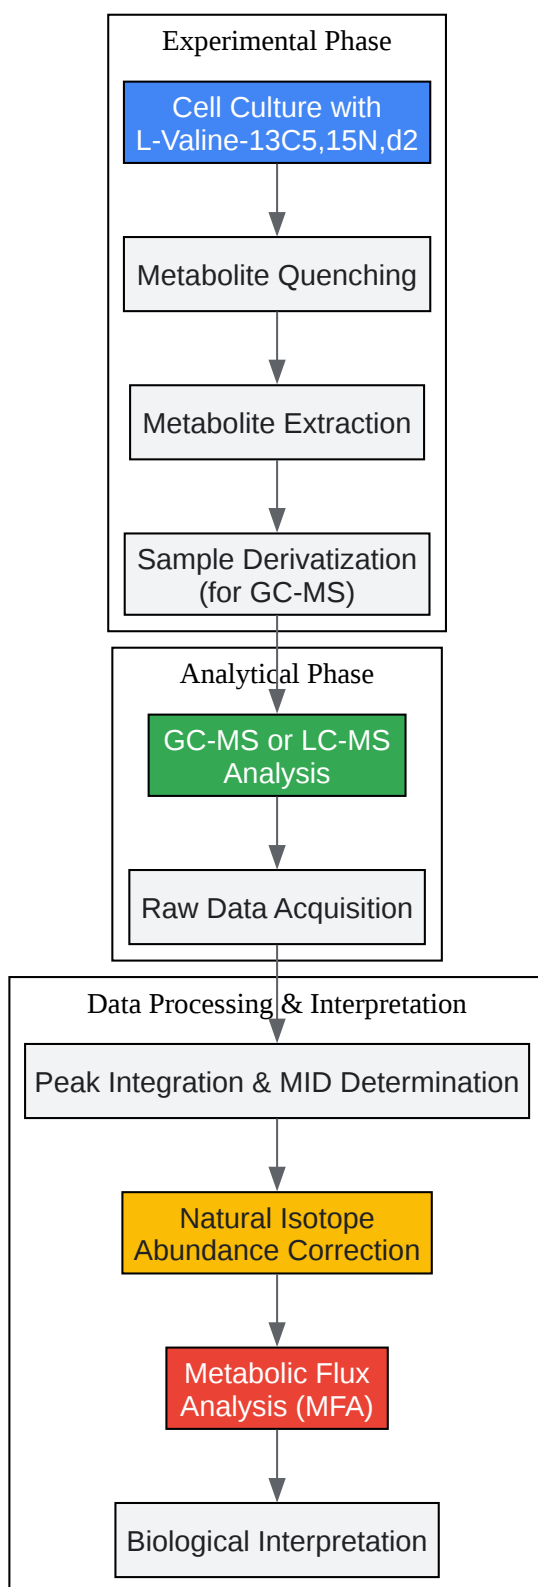 Experimental Phase
Cell Culture with
L-Valine-13C5,15N,d2
Metabolite Quenching
Metabolite Extraction
Sample Derivatization
(for GC-MS)
Analytical Phase
GC-MS or LC-MS
Analysis
Raw Data Acquisition
Data Processing & Interpretation
Peak Integration & MID Determination
Natural Isotope
Abundance Correction
Metabolic Flux
Analysis (MFA)
Biological Interpretation